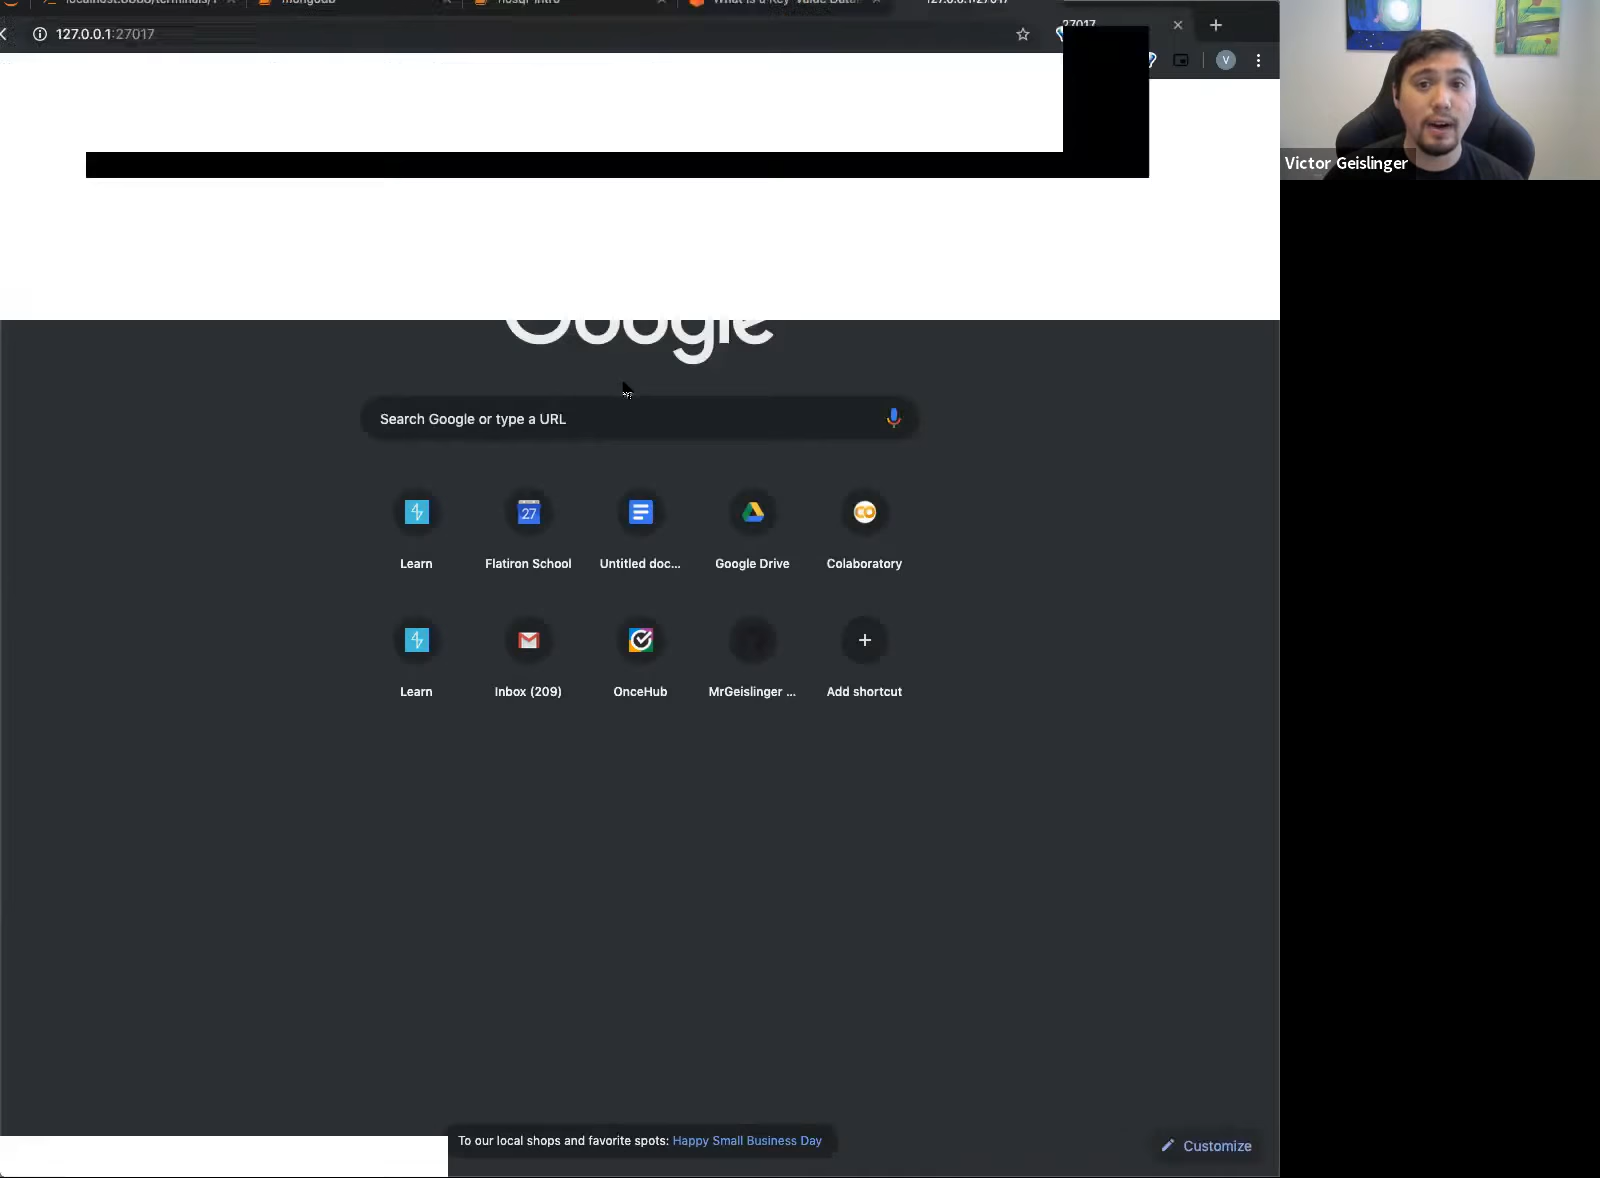 127.0.0.1:27017
27017
V
Victor Geislinger
Google
Search Google or type a URL
27
Learn
Flatiron School
Untitled doc...
Google Drive
Colaboratory
Learn
Inbox (209)
OnceHub
MrGeislinger ...
Add shortcut
To our local shops and favorite spots: Happy Small Business Day
Customize